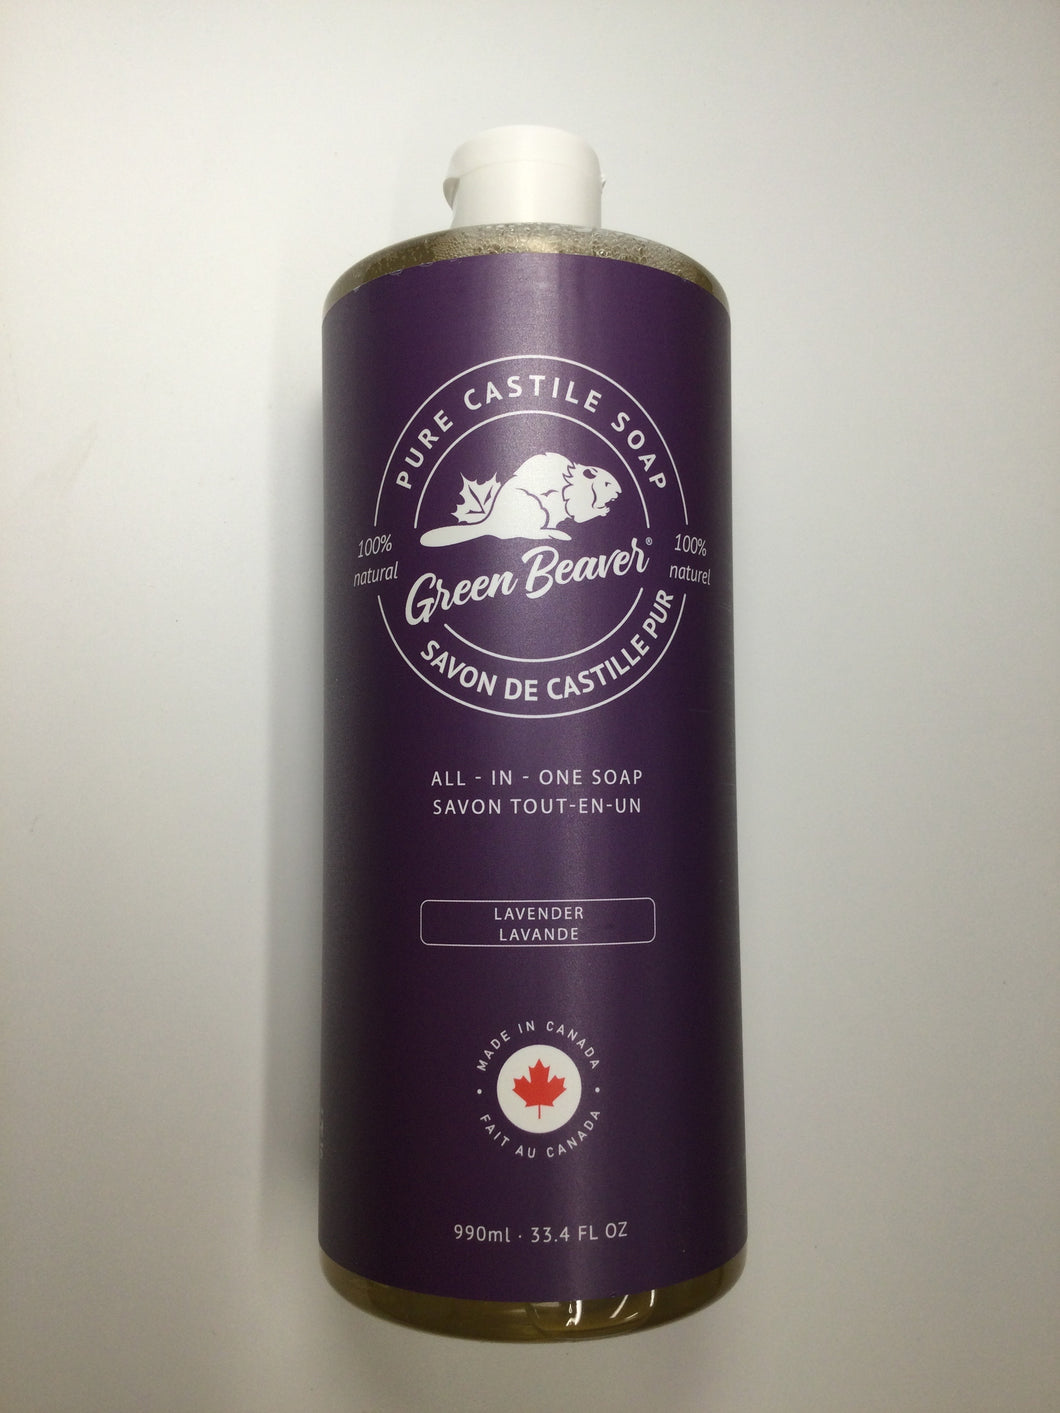 PURE CASTILE SOAP
100%
natural
Green Beaver®
100%
naturel
SAVON DE CASTILLE PUR
ALL - IN - ONE SOAP
SAVON TOUT-EN-UN
LAVENDER
LAVANDE
MADE IN CANADA
FAIT AU CANADA
990ml · 33.4 FL OZ